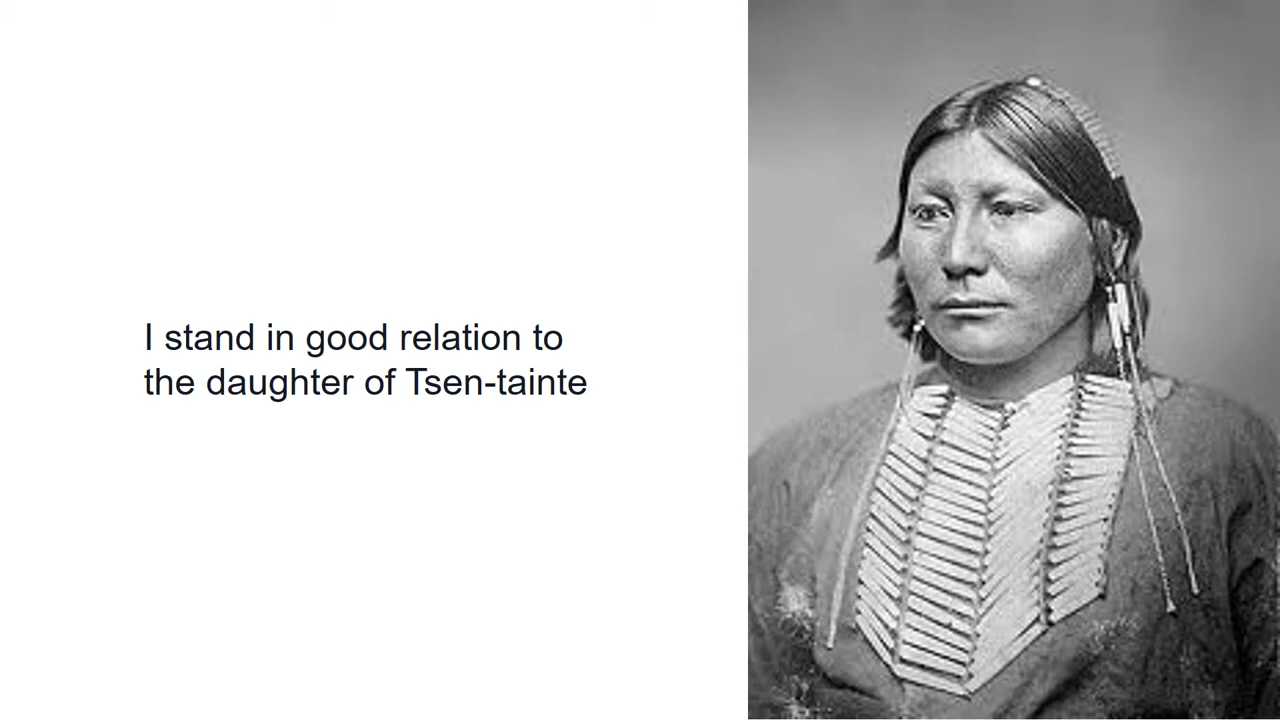 I stand in good relation to
the daughter of Tsen-tainte